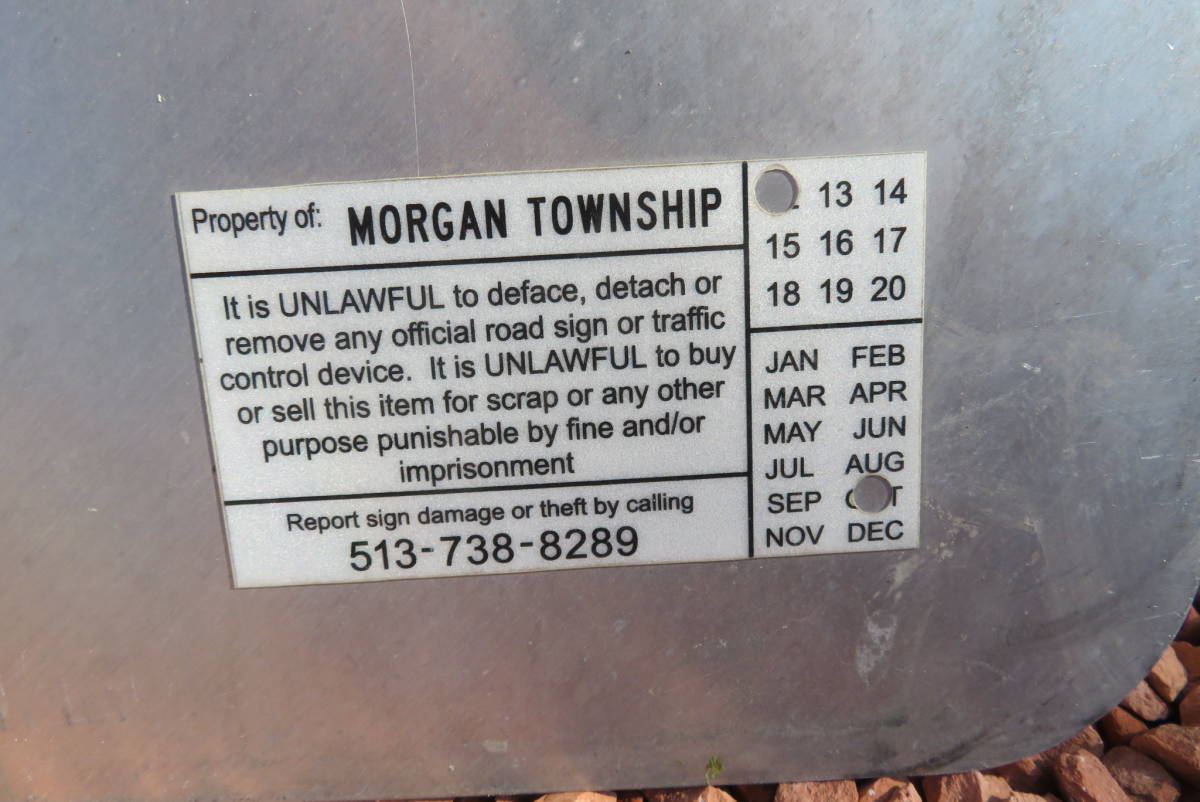 Property of: MORGAN TOWNSHIP
It is UNLAWFUL to deface, detach or
remove any official road sign or traffic
control device. It is UNLAWFUL to buy
or sell this item for scrap or any other
purpose punishable by fine and/or
imprisonment
Report sign damage or theft by calling
513-738-8289
13 14
15 16 17
18 19 20
JAN FEB
MAR APR
MAY JUN
JUL AUG
SEP
NOV DEC